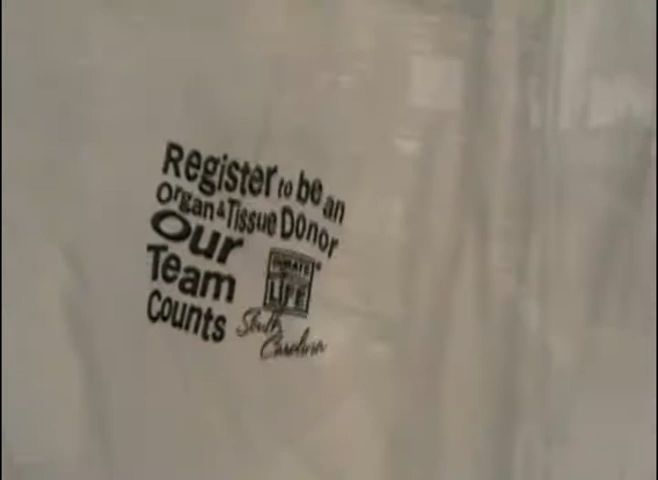 Register to be an
Organ & Tissue Donor
Our
Team
Counts
DONATE
LIFE
South
Carolina